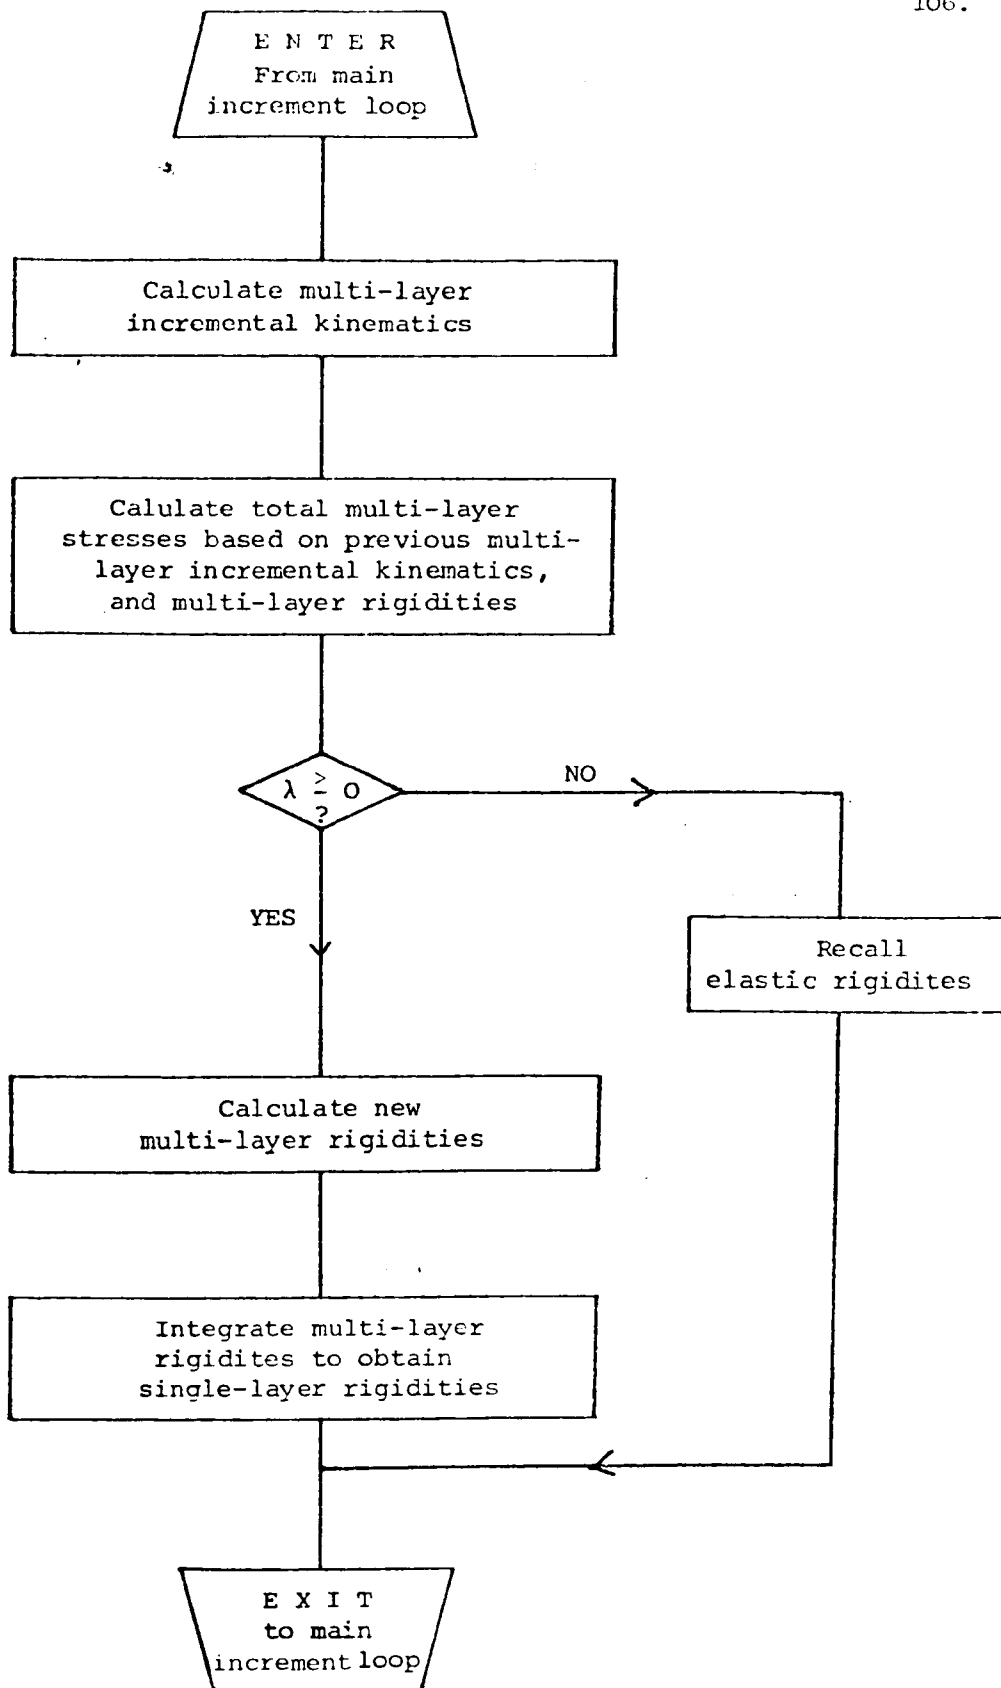 106.
E N T E R
From main
increment loop
Calculate multi-layer
incremental kinematics
Calulate total multi-layer
stresses based on previous multi-
layer incremental kinematics,
and multi-layer rigidities
λ ≥ 0
?
NO
YES
Recall
elastic rigidites
Calculate new
multi-layer rigidities
Integrate multi-layer
rigidites to obtain
single-layer rigidities
E X I T
to main
increment loop